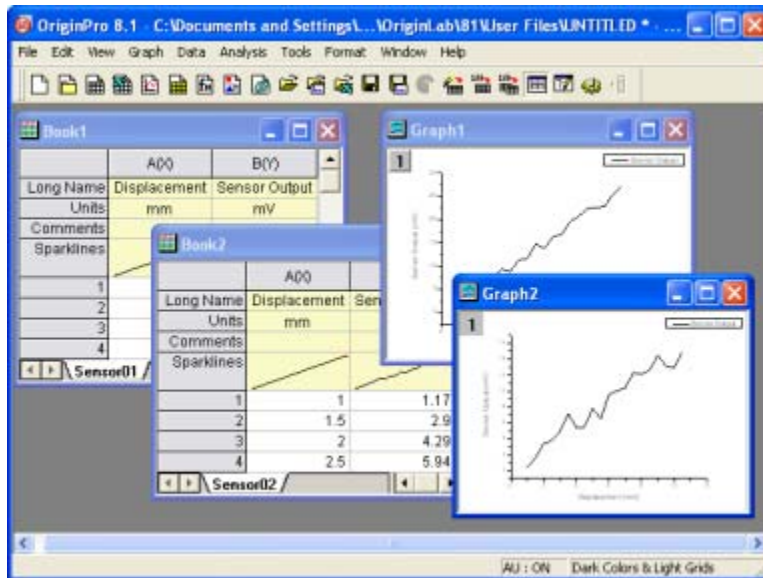 OriginPro 8.1 - C:\Documents and Settings\...\OriginLab\81\User Files\UNTITLED * - ...
File Edit View Graph Data Analysis Tools Format Window Help
Book1
A(X) B(Y)
Long Name Displacement Sensor Output
Units mm mV
Comments
Sparklines
1
2
3
4
Sensor01
Book2
A(X)
Long Name Displacement Sen
Units mm
Comments
Sparklines
1 1 1.17
2 1.5 2.9
3 2 4.29
4 2.5 5.94
Sensor02
Graph1
1
Graph2
1
AU : ON Dark Colors & Light Grids